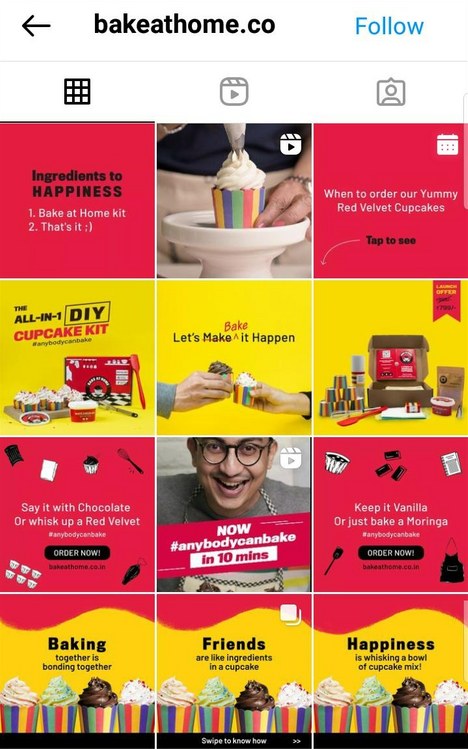 bakeathome.co
Follow
Ingredients to
HAPPINESS
1. Bake at Home kit
2. That's it ;)
When to order our Yummy
Red Velvet Cupcakes
Tap to see
THE
ALL-IN-1 DIY
CUPCAKE KIT
#anybodycanbake
Bake
Let's Make ^ it Happen
LAUNCH
OFFER
Say it with Chocolate
Or whisk up a Red Velvet
#anybodycanbake
ORDER NOW!
bakeathome.co.in
NOW
#anybodycanbake
in 10 mins
Keep it Vanilla
Or just bake a Moringa
#anybodycanbake
ORDER NOW!
bakeathome.co.in
Baking
together is
bonding together
Friends
are like ingredients
in a cupcake
Swipe to know how >>
Happiness
is whisking a bowl
of cupcake mix!